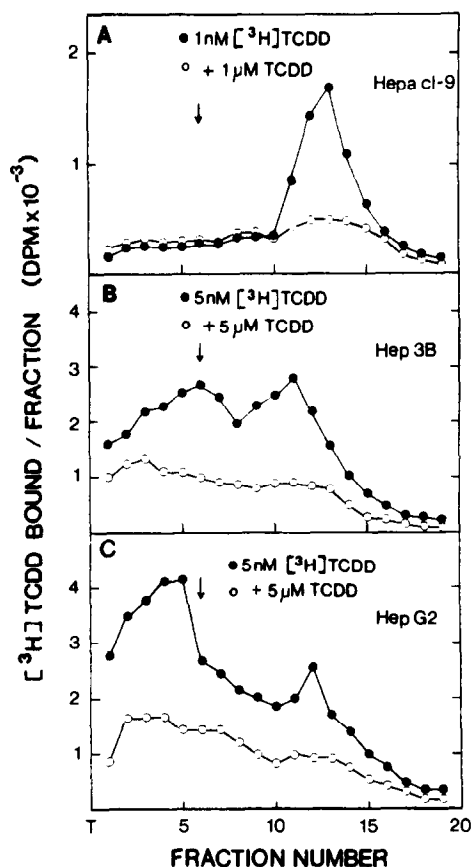 A
● 1nM [³H]TCDD
○ + 1μM TCDD
Hepa cl-9
2
1
B
● 5nM [³H]TCDD
○ + 5μM TCDD
Hep 3B
4
3
2
1
C
● 5nM [³H]TCDD
○ + 5μM TCDD
Hep G2
4
3
2
1
T 5 10 15 20
FRACTION NUMBER
[³H]TCDD BOUND / FRACTION (DPM×10⁻³)